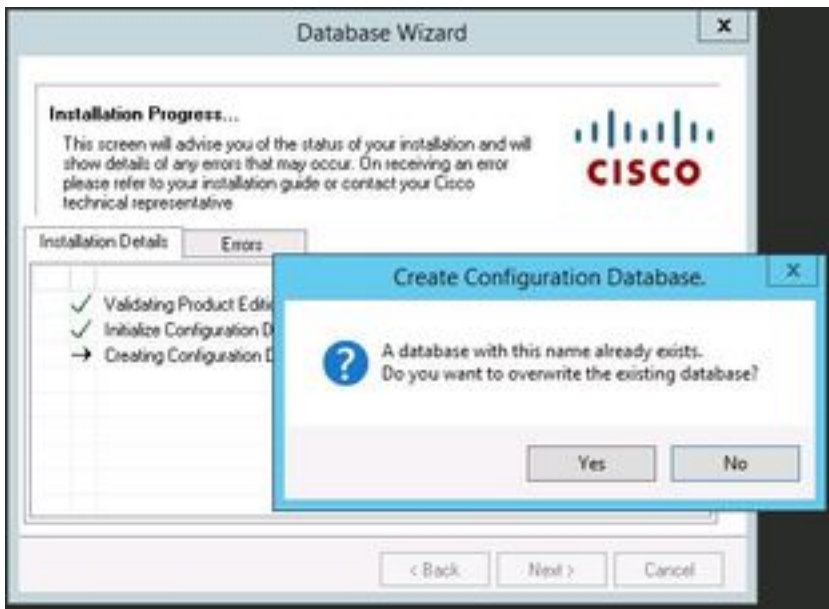 Database Wizard
x
Installation Progress...
This screen will advise you of the status of your installation and will
show details of any errors that may occur. On receiving an error
please refer to your installation guide or contact your Cisco
technical representative
CISCO
Installation Details
Errors
Validating Product Editio
Initialize Configuration D
Creating Configuration D
Create Configuration Database.
x
A database with this name already exists.
Do you want to overwrite the existing database?
Yes
No
< Back
Next >
Cancel